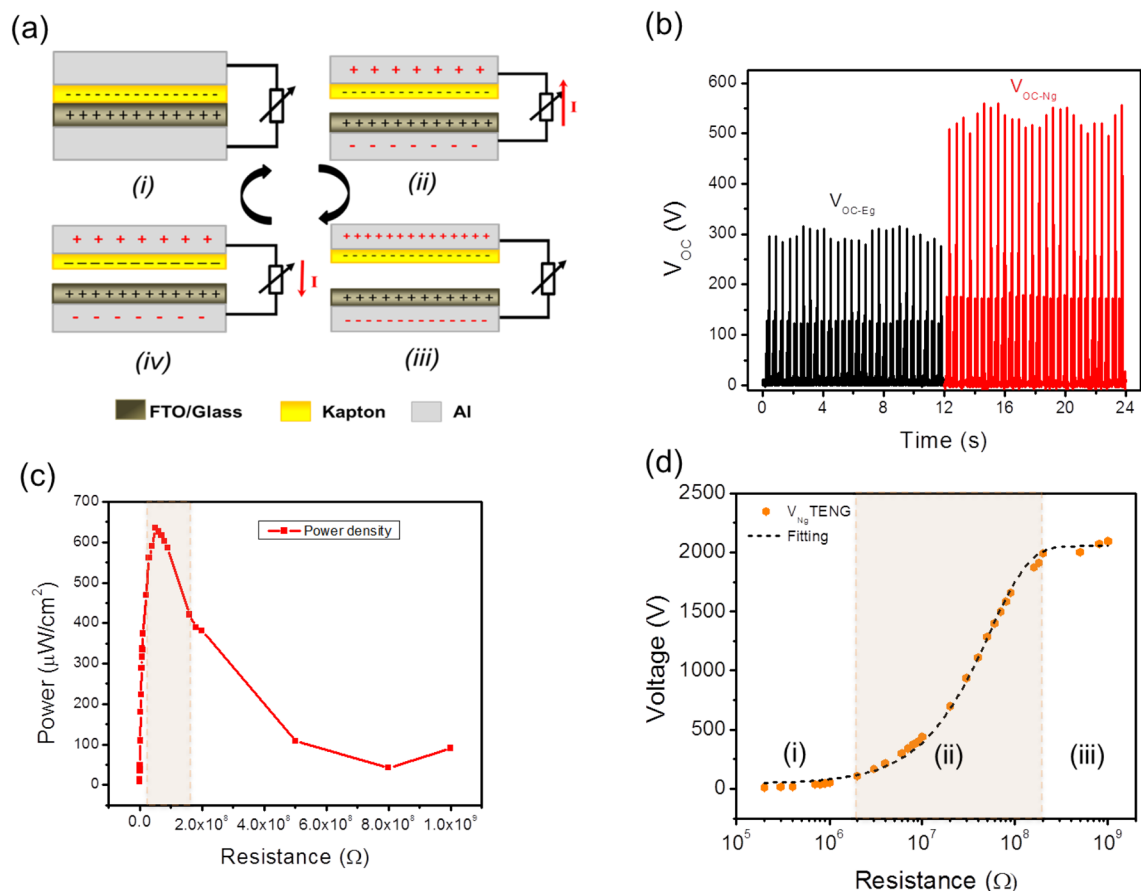 (a)
- - - - - - - - - - - - - -
+ + + + + + + + + + + + +
(i)
+ + + + + + +
- - - - - - - - - - - - - -
+ + + + + + + + + + + +
- - - - - - -
I
(ii)
+ + + + + + +
- - - - - - - - - - - -
+ + + + + + + + + + + +
- - - - - - -
I
(iv)
+ + + + + + + + + + + + + +
- - - - - - - - - - - - - -
+ + + + + + + + + + + +
- - - - - - - - - - - - - -
(iii)
FTO/Glass Kapton Al
(b)
600
500
400
300
200
100
0
V_OC (V)
V_OC-Eg
V_OC-Ng
0 4 8 12 16 20 24
Time (s)
(c)
700
600
500
400
300
200
100
0
Power (μW/cm²)
Power density
0.0 2.0x10⁸ 4.0x10⁸ 6.0x10⁸ 8.0x10⁸ 1.0x10⁹
Resistance (Ω)
(d)
2500
2000
1500
1000
500
0
Voltage (V)
V_Ng TENG
Fitting
(i)
(ii)
(iii)
10⁵ 10⁶ 10⁷ 10⁸ 10⁹
Resistance (Ω)